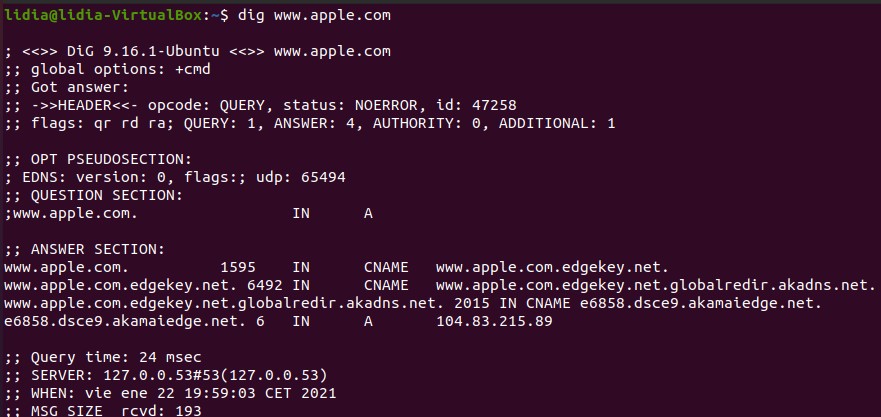 lidia@lidia-VirtualBox:~$ dig www.apple.com
; <<>> DiG 9.16.1-Ubuntu <<>> www.apple.com
;; global options: +cmd
;; Got answer:
;; ->>HEADER<<- opcode: QUERY, status: NOERROR, id: 47258
;; flags: qr rd ra; QUERY: 1, ANSWER: 4, AUTHORITY: 0, ADDITIONAL: 1
;; OPT PSEUDOSECTION:
; EDNS: version: 0, flags:; udp: 65494
;; QUESTION SECTION:
;www.apple.com. IN A
;; ANSWER SECTION:
www.apple.com. 1595 IN CNAME www.apple.com.edgekey.net.
www.apple.com.edgekey.net. 6492 IN CNAME www.apple.com.edgekey.net.globalredir.akadns.net.
www.apple.com.edgekey.net.globalredir.akadns.net. 2015 IN CNAME e6858.dsce9.akamaiedge.net.
e6858.dsce9.akamaiedge.net. 6 IN A 104.83.215.89
;; Query time: 24 msec
;; SERVER: 127.0.0.53#53(127.0.0.53)
;; WHEN: vie ene 22 19:59:03 CET 2021
;; MSG SIZE rcvd: 193